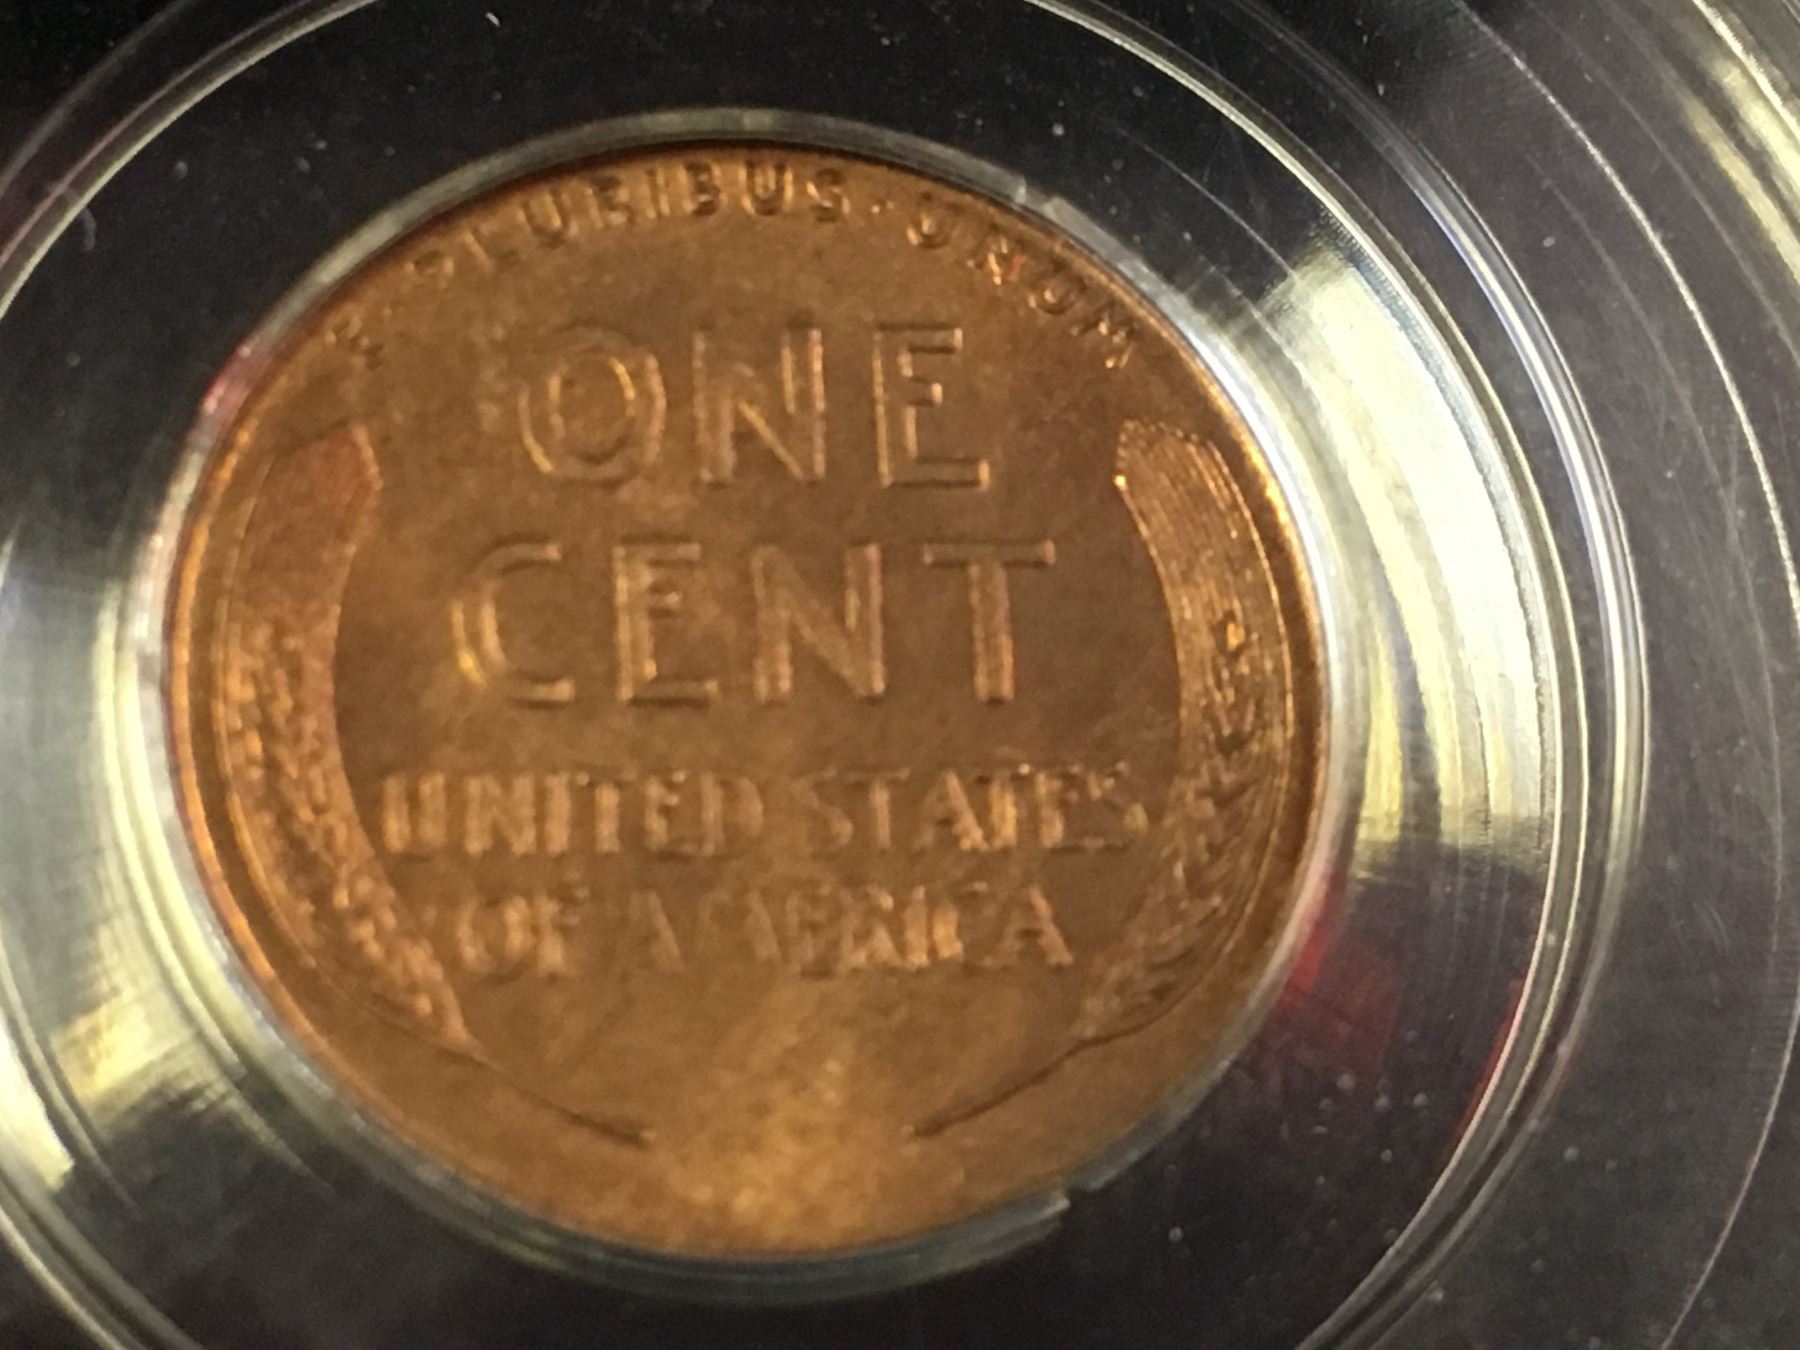 E·PLURIBUS·UNUM
ONE
CENT
UNITED STATES
OF AMERICA